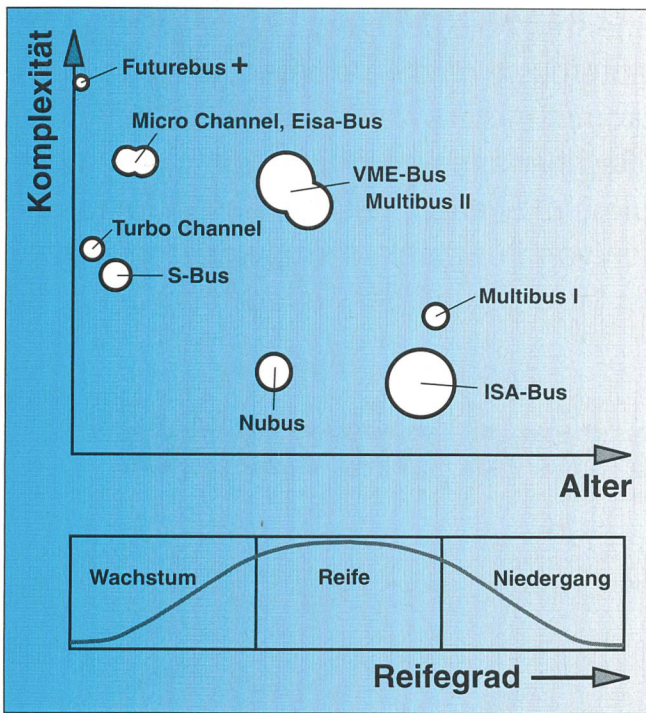 Komplexität
Futurebus +
Micro Channel, Eisa-Bus
VME-Bus
Multibus II
Turbo Channel
S-Bus
Multibus I
ISA-Bus
Nubus
Alter
Wachstum
Reife
Niedergang
Reifegrad